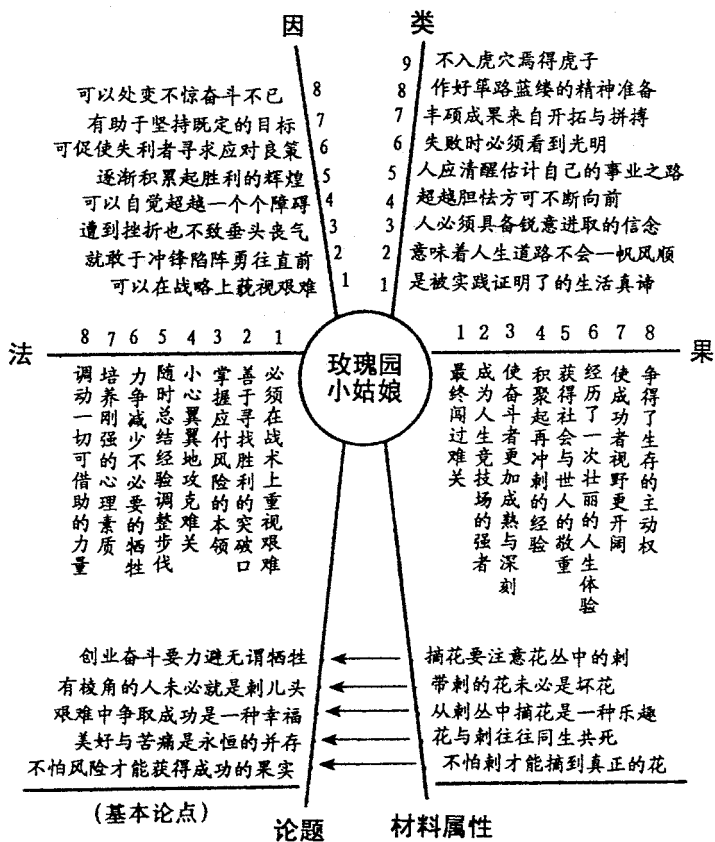 因
8 可以处变不惊奋斗不已
7 有助于坚持既定的目标
6 可促使失利者寻求应对良策
5 逐渐积累起胜利的辉煌
4 可以自觉超越一个个障碍
3 遭到挫折也不致垂头丧气
2 就敢于冲锋陷阵勇往直前
1 可以在战略上藐视艰难
类
9 不入虎穴焉得虎子
8 作好筚路蓝缕的精神准备
7 丰硕成果来自开拓与拼搏
6 失败时必须看到光明
5 人应清醒估计自己的事业之路
4 超越胆怯方可不断向前
3 人必须具备锐意进取的信念
2 意味着人生道路不会一帆风顺
1 是被实践证明了的生活真谛
法
8 调动一切可借助的力量
7 培养刚强的心理素质
6 力争减少不必要的牺牲
5 随时总结经验调整步伐
4 小心翼翼地攻克难关
3 掌握应付风险的本领
2 善于寻找胜利的突破口
1 必须在战术上重视艰难
玫瑰园
小姑娘
1 最终闯过难关
2 成为人生竞技场的强者
3 使奋斗者更加成熟与深刻
4 积聚起再冲刺的经验
5 获得社会与世人的敬重
6 经历了一次壮丽的人生体验
7 使成功者视野更开阔
8 争得了生存的主动权
果
创业奋斗要力避无谓牺牲 摘花要注意花丛中的刺
有棱角的人未必就是刺儿头 带刺的花未必是坏花
艰难中争取成功是一种幸福 从刺丛中摘花是一种乐趣
美好与苦痛是永恒的并存 花与刺往往同生共死
不怕风险才能获得成功的果实 不怕刺才能摘到真正的花
(基本论点)
论题 材料属性